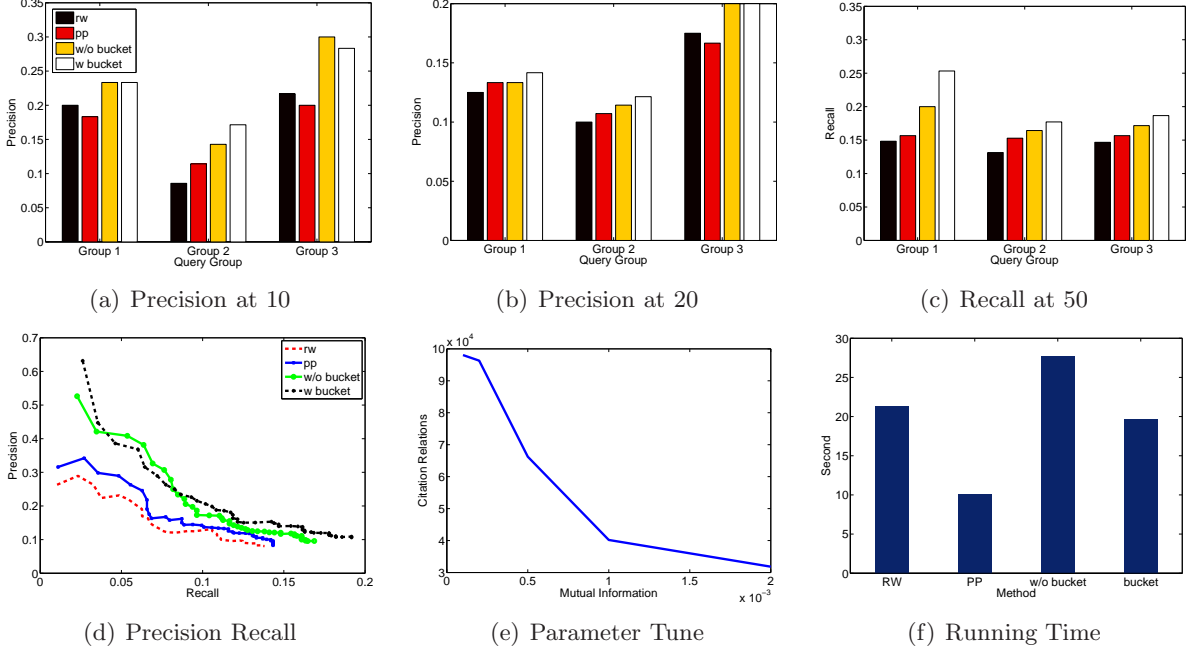 0.35
0.3
0.25
0.2
0.15
0.1
0.05
0
Precision
rw
pp
w/o bucket
w bucket
Group 1
Group 2
Group 3
Query Group
(a) Precision at 10
0.2
0.15
0.1
0.05
0
Precision
Group 1
Group 2
Group 3
Query Group
(b) Precision at 20
0.35
0.3
0.25
0.2
0.15
0.1
0.05
0
Recall
Group 1
Group 2
Group 3
Query Group
(c) Recall at 50
0.7
0.6
0.5
0.4
0.3
0.2
0.1
0
Precision
rw
pp
w/o bucket
w bucket
0
0.05
0.1
0.15
0.2
Recall
(d) Precision Recall
x 10⁴
10
9
8
7
6
5
4
3
Citation Relations
0
0.5
1
1.5
2
x 10⁻³
Mutual Information
(e) Parameter Tune
30
25
20
15
10
5
0
Second
RW
PP
w/o bucket
bucket
Method
(f) Running Time